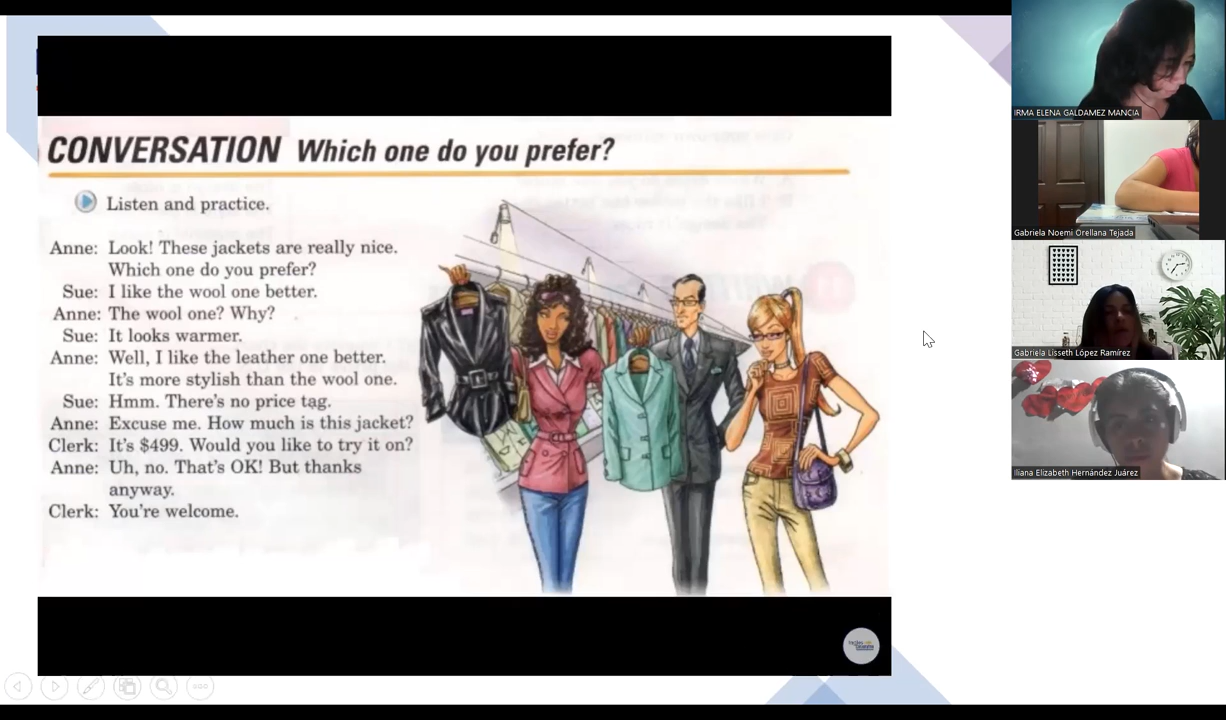 CONVERSATION Which one do you prefer?
Listen and practice.
Anne: Look! These jackets are really nice.
Which one do you prefer?
Sue: I like the wool one better.
Anne: The wool one? Why?
Sue: It looks warmer.
Anne: Well, I like the leather one better.
It's more stylish than the wool one.
Sue: Hmm. There's no price tag.
Anne: Excuse me. How much is this jacket?
Clerk: It's $499. Would you like to try it on?
Anne: Uh, no. That's OK! But thanks
anyway.
Clerk: You're welcome.
IRMA ELENA GALDAMEZ MANCIA
Gabriela Noemi Orellana Tejada
Gabriela Lisseth López Ramírez
Iliana Elizabeth Hernández Juárez